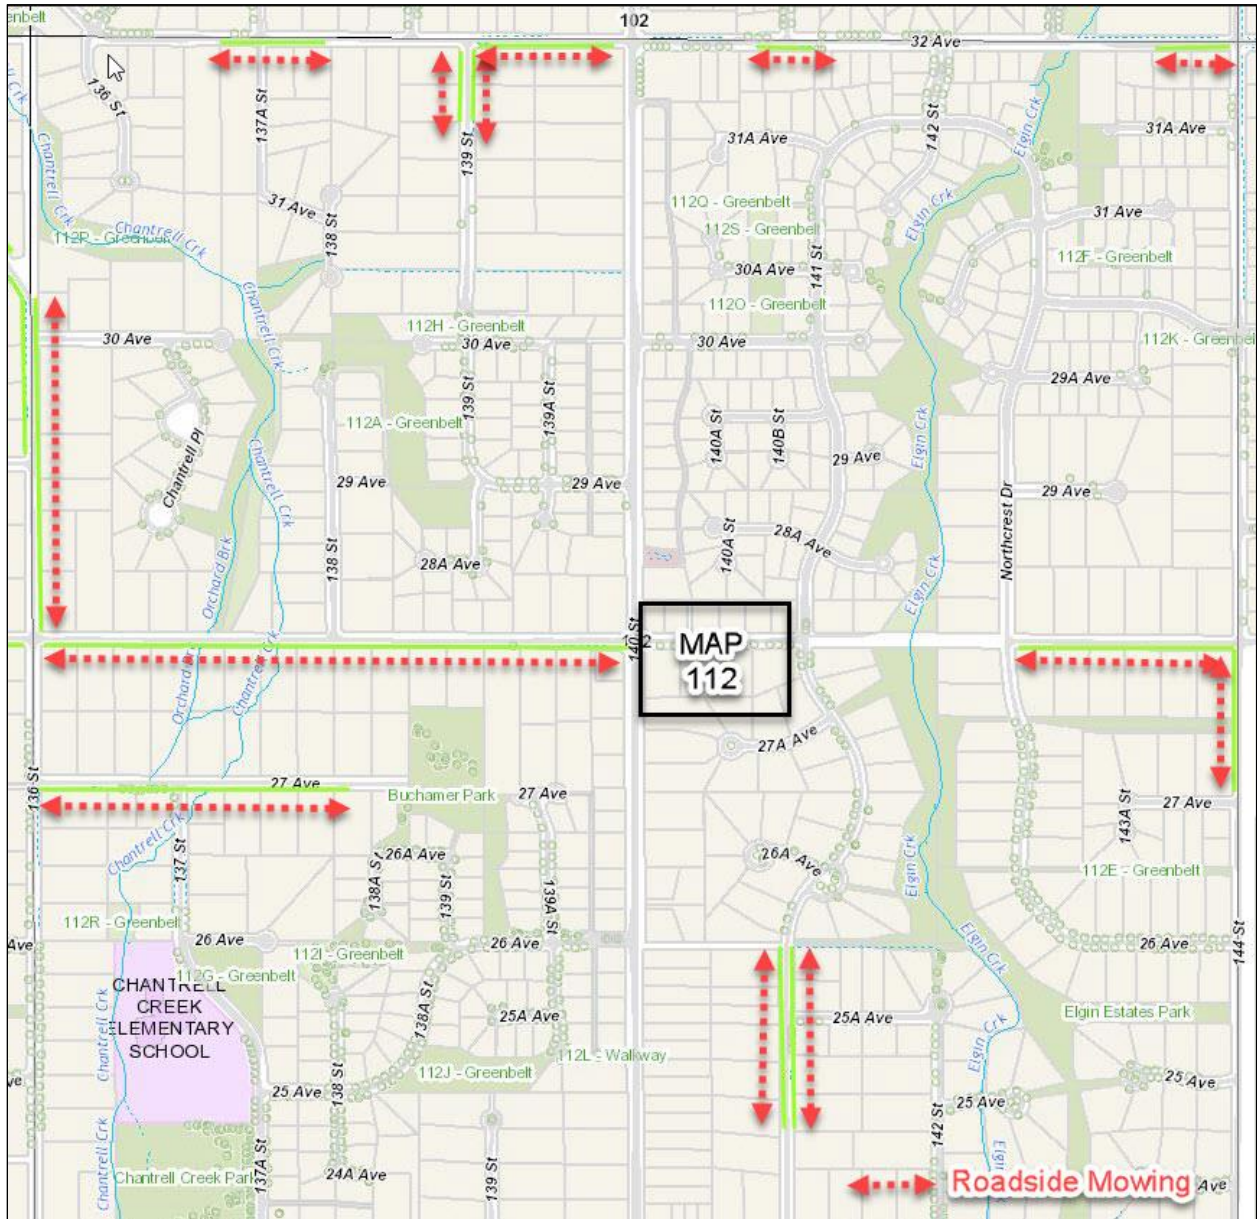 enbelt
102
32 Ave
136 St
137A St
139 St
31A Ave
142 St
31A Ave
Elgin Crk
Chantrell Crk
31 Ave
138 St
112O - Greenbelt
112S - Greenbelt
Elgin Crk
31 Ave
112P - Greenbelt
Chantrell Crk
30A Ave
141 St
112F - Greenbelt
Chantrell Crk
112O - Greenbelt
30 Ave
112H - Greenbelt
30 Ave
30 Ave
112K - Greenbel
29A Ave
139 St
139A St
112A - Greenbelt
140A St
140B St
Elgin Crk
Chantrell Pl
Chantrell Crk
29 Ave
29 Ave
29 Ave
29 Ave
Northcrest Dr
138 St
28A Ave
140A St
28A Ave
Orchard Brk
Elgin Crk
140 St
MAP
112
Orchard Br
Chantrell Crk
27A Ave
136 St
27 Ave
Buchamer Park
27 Ave
27 Ave
143A St
Chantrell Crk
137 St
26A Ave
26A Ave
138A St
139 St
139A St
Elgin Crk
112E - Greenbelt
112R - Greenbelt
Ave
26 Ave
26 Ave
26 Ave
144 St
112I - Greenbelt
Elgin Crk
112G - Greenbelt
CHANTRELL
CREEK
ELEMENTARY
SCHOOL
Chantrell Crk
138A St
25A Ave
25A Ave
Elgin Crk
Elgin Estates Park
112L - Walkway
112J - Greenbelt
ve
25 Ave
138 St
25 Ave
25 Ave
142 St
Chantrell Crk
137A St
Chantrell Creek Park
24A Ave
139 St
Elgin
Roadside Mowing
Ave